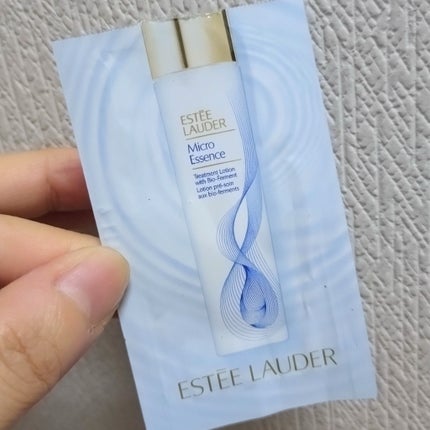 ESTĒE
LAUDER
Micro
Essence
Treatment Lotion
with Bio-Ferment
Lotion pré-soin
aux bio-ferments
ESTĒE LAUDER